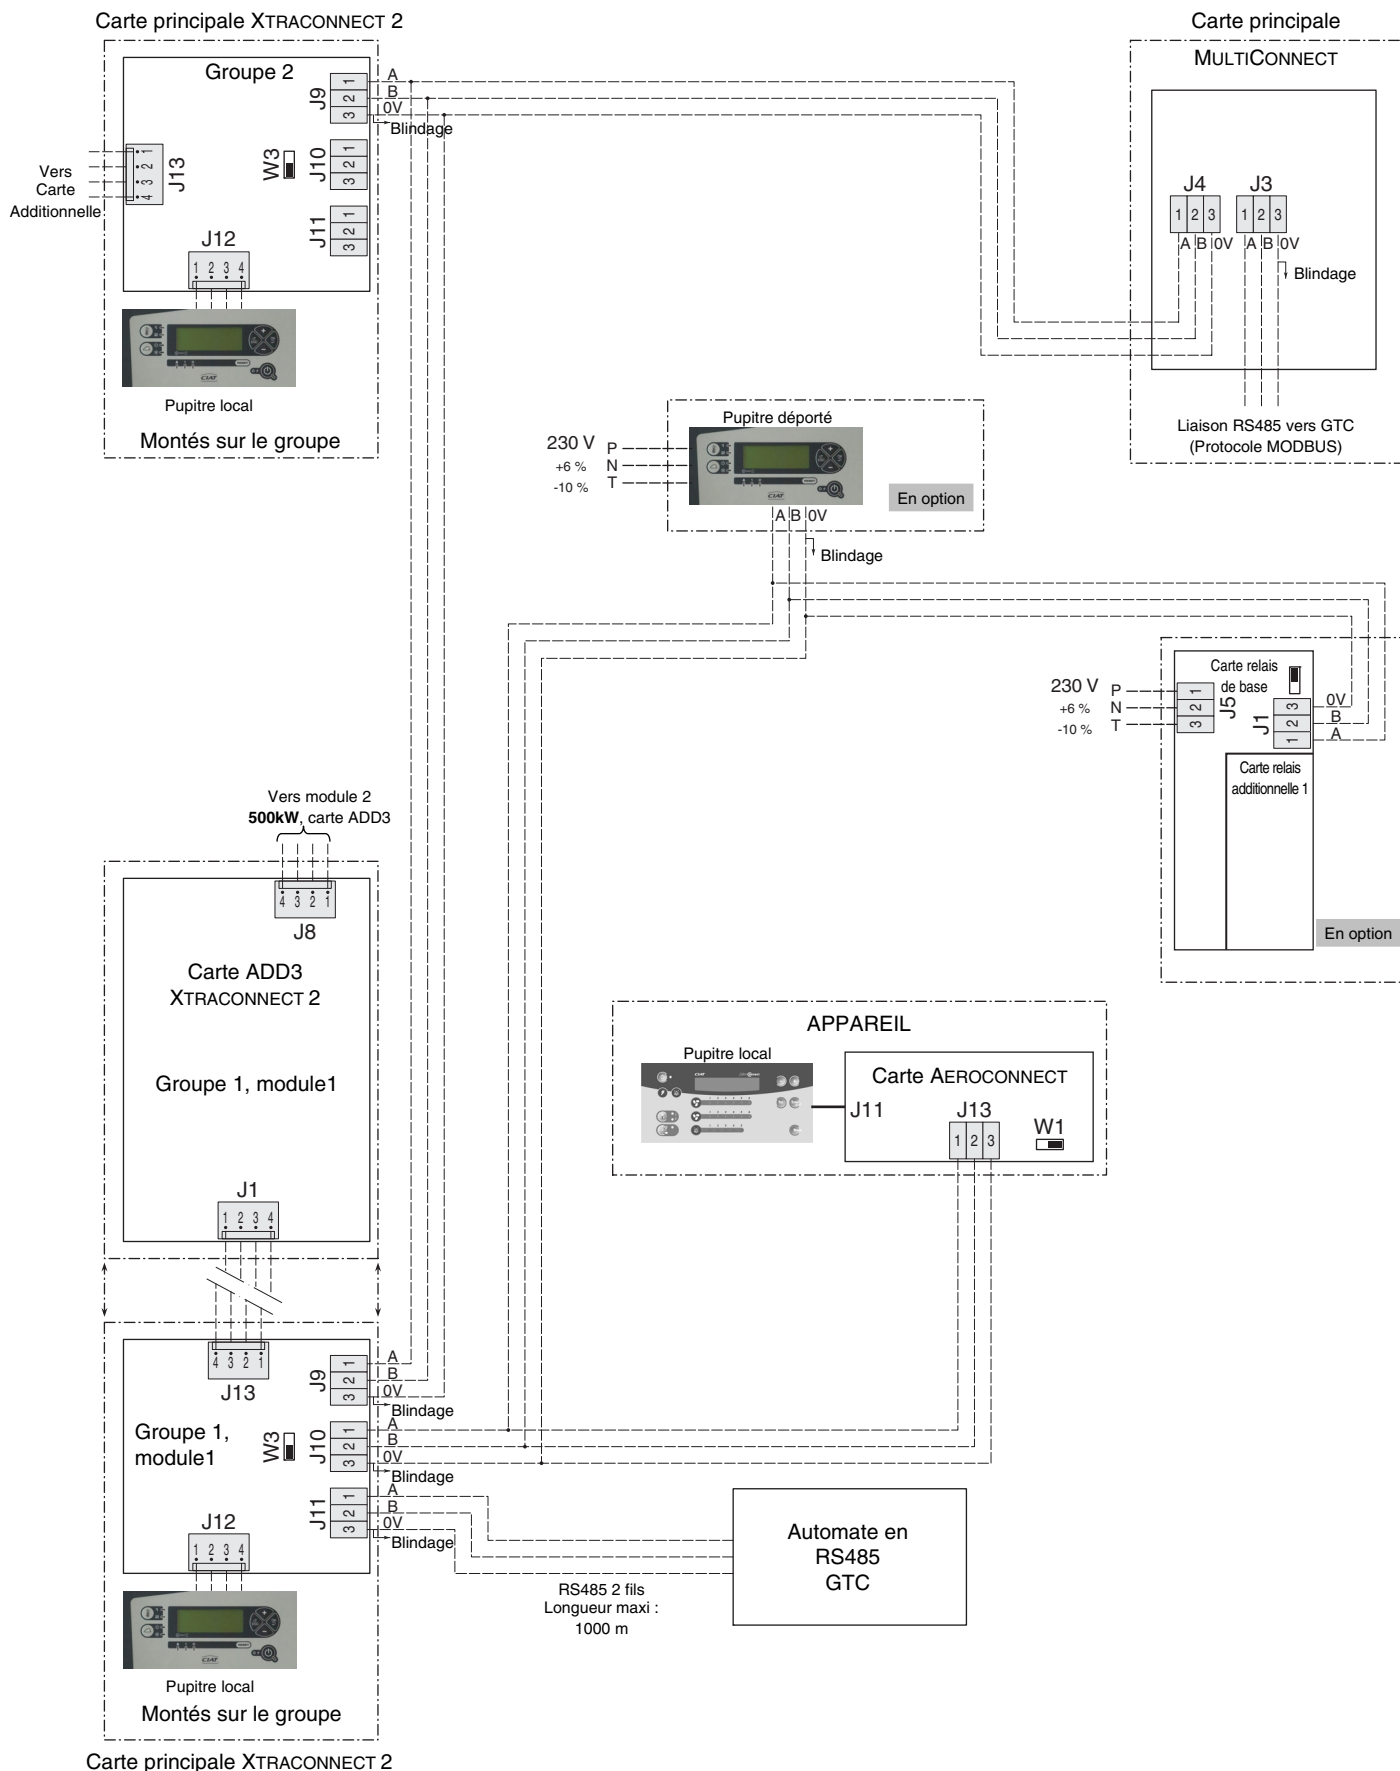 Carte principale XTRACONNECT 2
Groupe 2
J9
1
2
3
A
B
0V
Blindage
W3
J10
1
2
3
J11
1
2
3
J13
1
2
3
4
Vers
Carte
Additionnelle
J12
1 2 3 4
CIAT
Pupitre local
Montés sur le groupe
Carte principale
MULTICONNECT
J4 J3
1 2 3 1 2 3
A B 0V A B 0V
Blindage
Liaison RS485 vers GTC
(Protocole MODBUS)
Pupitre déporté
230 V P
+6 % N
-10 % T
CIAT
En option
A B 0V
Blindage
Carte relais
de base
230 V P
+6 % N
-10 % T
1
2
3
J5
J1
3
2
1
0V
B
A
Carte relais
additionnelle 1
En option
Vers module 2
500kW, carte ADD3
4 3 2 1
J8
Carte ADD3
XTRACONNECT 2
Groupe 1, module1
J1
1 2 3 4
APPAREIL
Pupitre local
Carte AEROCONNECT
J11
J13
1 2 3
W1
4 3 2 1
J13
Groupe 1,
module1
J9
1
2
3
A
B
0V
Blindage
W3
J10
1
2
3
A
B
0V
Blindage
J11
1
2
3
A
B
0V
Blindage
J12
1 2 3 4
CIAT
Pupitre local
Montés sur le groupe
Carte principale XTRACONNECT 2
RS485 2 fils
Longueur maxi :
1000 m
Automate en
RS485
GTC